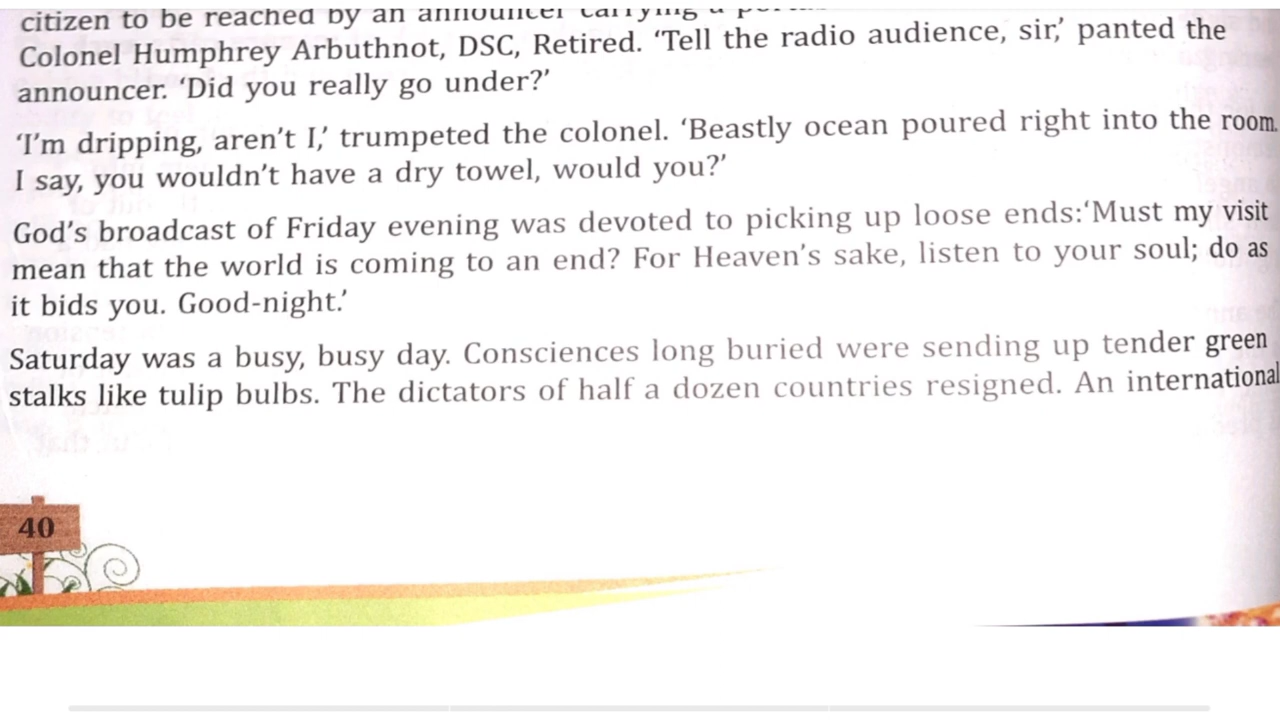 citizen to be reached by an announcer carrying a
Colonel Humphrey Arbuthnot, DSC, Retired. ‘Tell the radio audience, sir,’ panted the
announcer. ‘Did you really go under?’
‘I’m dripping, aren’t I,’ trumpeted the colonel. ‘Beastly ocean poured right into the room.
I say, you wouldn’t have a dry towel, would you?’
God’s broadcast of Friday evening was devoted to picking up loose ends:‘Must my visit
mean that the world is coming to an end? For Heaven’s sake, listen to your soul; do as
it bids you. Good-night.’
Saturday was a busy, busy day. Consciences long buried were sending up tender green
stalks like tulip bulbs. The dictators of half a dozen countries resigned. An international
40